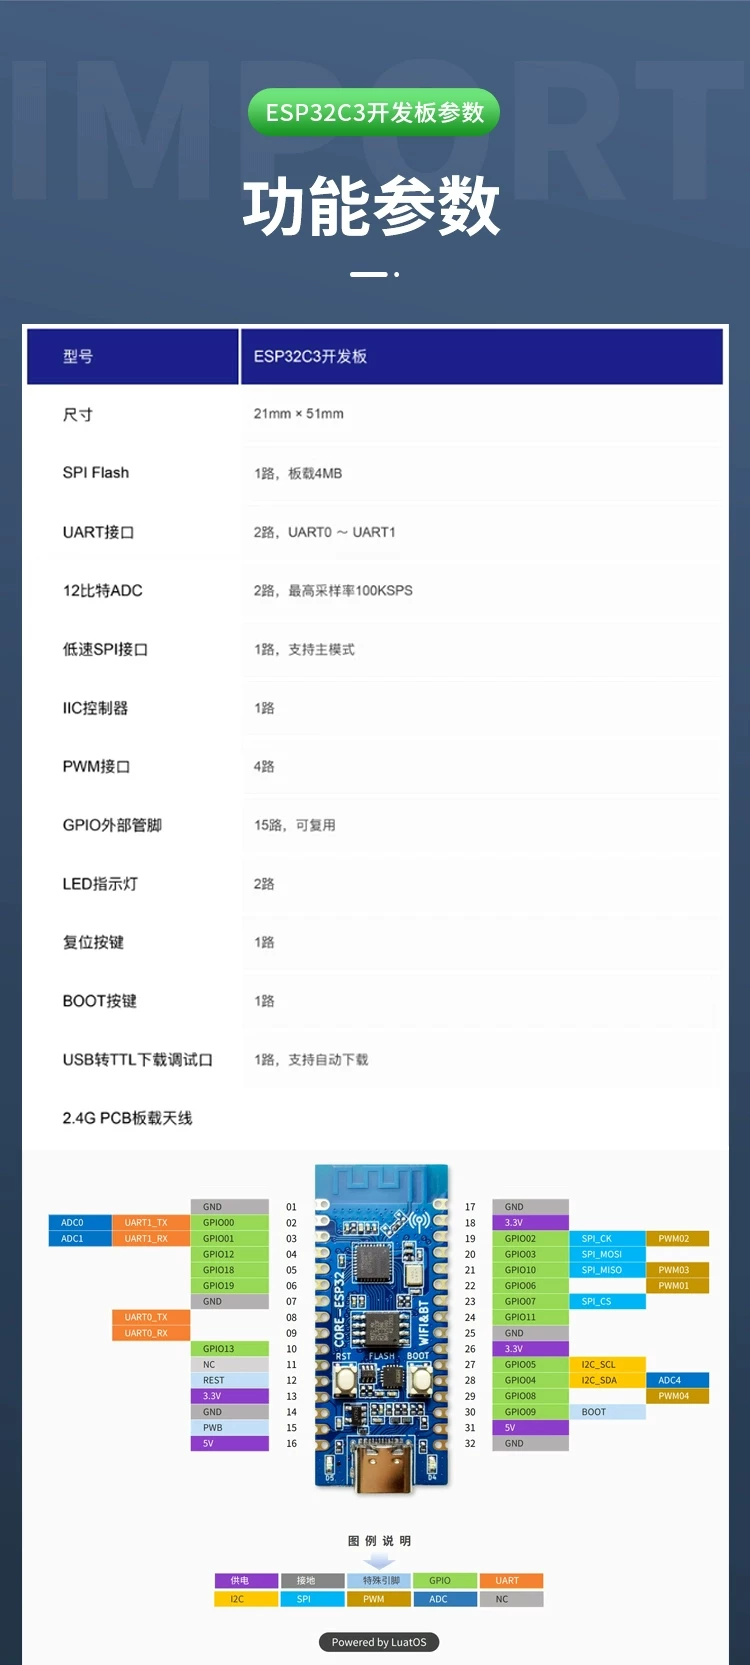 IMPORT
ESP32C3开发板参数
功能参数
型号 ESP32C3开发板
尺寸 21mm × 51mm
SPI Flash 1路，板载4MB
UART接口 2路，UART0 ～ UART1
12比特ADC 2路，最高采样率100KSPS
低速SPI接口 1路，支持主模式
IIC控制器 1路
PWM接口 4路
GPIO外部管脚 15路，可复用
LED指示灯 2路
复位按键 1路
BOOT按键 1路
USB转TTL下载调试口 1路，支持自动下载
2.4G PCB板载天线
GND 01 17 GND
ADC0 UART1_TX GPIO00 02 18 3.3V
ADC1 UART1_RX GPIO01 03 19 GPIO02 SPI_CK PWM02
GPIO12 04 20 GPIO03 SPI_MOSI
GPIO18 05 21 GPIO10 SPI_MISO PWM03
GPIO19 06 22 GPIO06 PWM01
GND 07 23 GPIO07 SPI_CS
UART0_TX 08 24 GPIO11
UART0_RX 09 25 GND
GPIO13 10 26 3.3V
NC 11 27 GPIO05 I2C_SCL
REST 12 28 GPIO04 I2C_SDA ADC4
3.3V 13 29 GPIO08 PWM04
GND 14 30 GPIO09 BOOT
PWB 15 31 5V
5V 16 32 GND
CORE-ESP32
WIFI&BT
RST FLASH BOOT
D5 D4
图例说明
供电 接地 特殊引脚 GPIO UART
I2C SPI PWM ADC NC
Powered by LuatOS